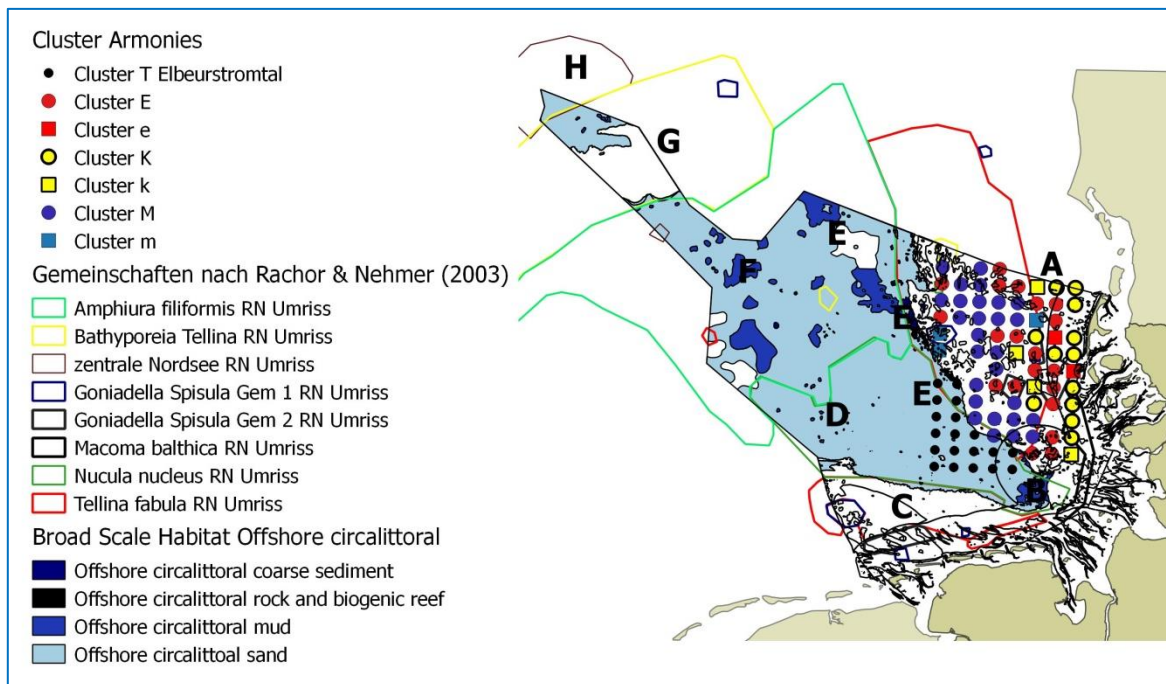 Cluster Armonies
Cluster T Elbeurstromtal
Cluster E
Cluster e
Cluster K
Cluster k
Cluster M
Cluster m
Gemeinschaften nach Rachor & Nehmer (2003)
Amphiura filiformis RN Umriss
Bathyporeia Tellina RN Umriss
zentrale Nordsee RN Umriss
Goniadella Spisula Gem 1 RN Umriss
Goniadella Spisula Gem 2 RN Umriss
Macoma balthica RN Umriss
Nucula nucleus RN Umriss
Tellina fabula RN Umriss
Broad Scale Habitat Offshore circalittoral
Offshore circalittoral coarse sediment
Offshore circalittoral rock and biogenic reef
Offshore circalittoral mud
Offshore circalittoal sand
H
G
E
F
A
E
E
D
B
C